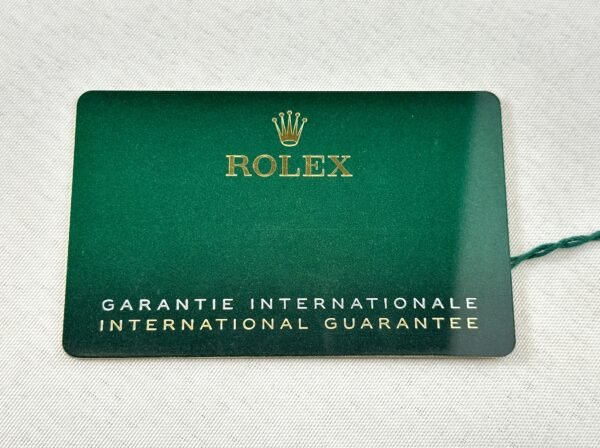 ROLEX
GARANTIE INTERNATIONALE
INTERNATIONAL GUARANTEE